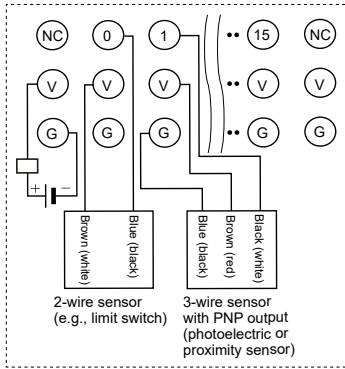 NC 0 1 •• 15 NC
V V V •• V V
G G G •• G G
+ −
Brown (white)
Blue (black)
Blue (black)
Brown (red)
Black (white)
2-wire sensor
(e.g., limit switch)
3-wire sensor
with PNP output
(photoelectric or
proximity sensor)